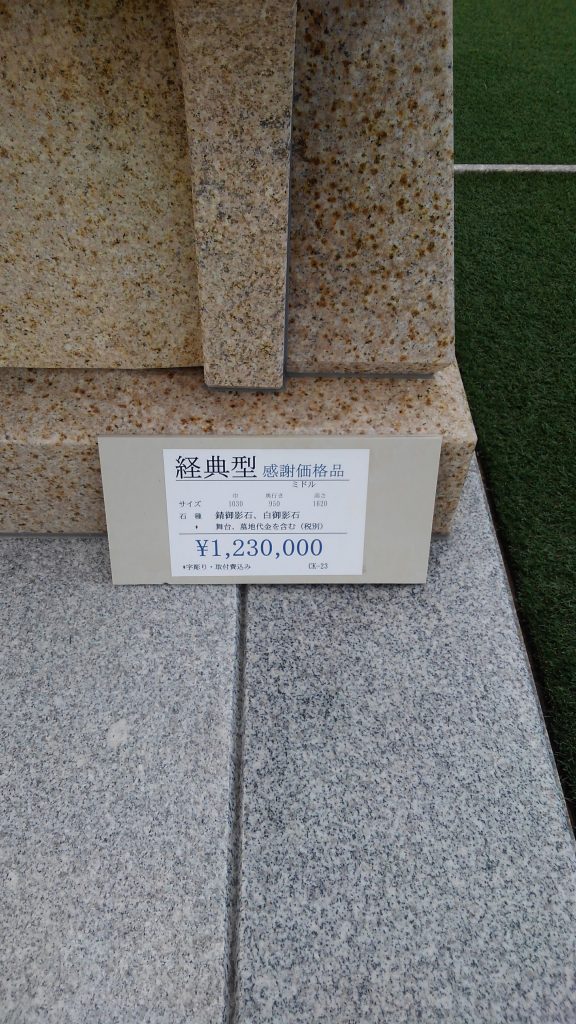 経典型 感謝価格品
ミドル
巾 奥行き 高さ
サイズ 1030 950 1620
石 種 錆御影石、白御影石
* 舞台、墓地代金を含む（税別）
¥1,230,000
*字彫り・取付費込み CK-23